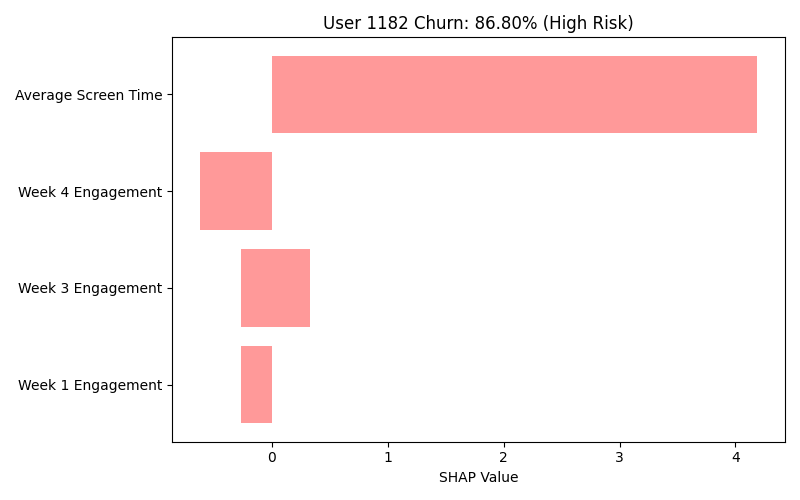 User 1182 Churn: 86.80% (High Risk)
Average Screen Time
Week 4 Engagement
Week 3 Engagement
Week 1 Engagement
0 1 2 3 4
SHAP Value